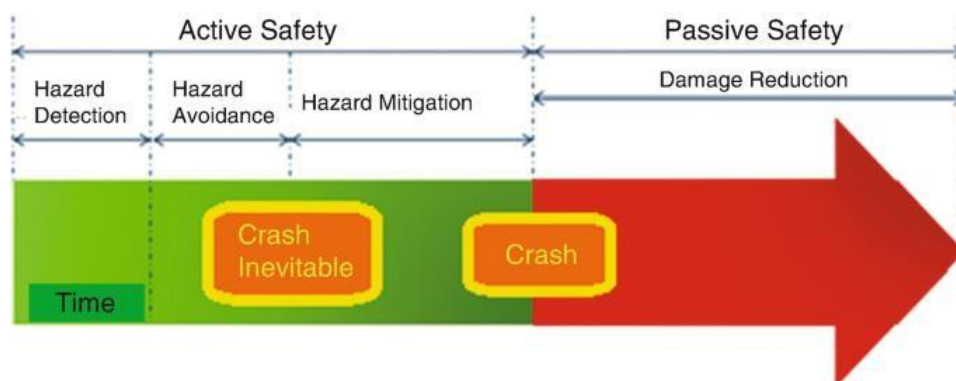 Active Safety
Passive Safety
Hazard
Detection
Hazard
Avoidance
Hazard Mitigation
Damage Reduction
Crash
Inevitable
Crash
Time